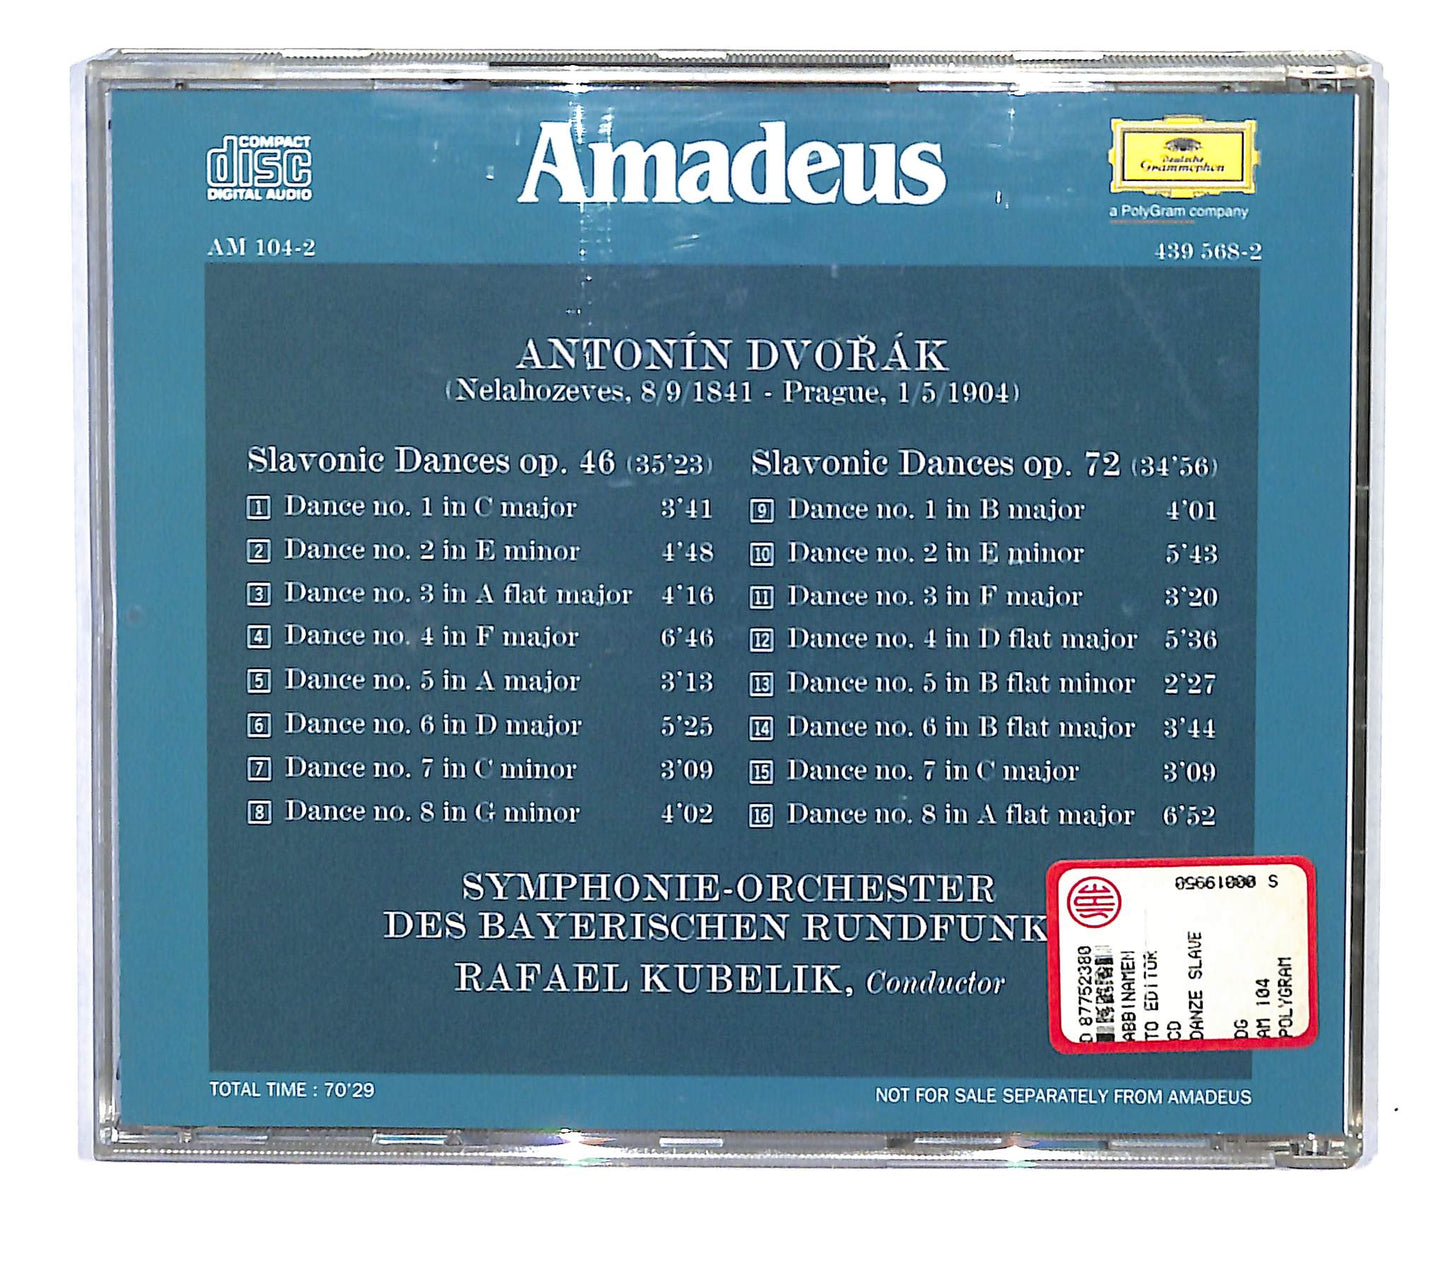 COMPACT
disc
DIGITAL AUDIO
Amadeus
Deutsche
Grammophon
a PolyGram company
AM 104-2
439 568-2
ANTONÍN DVOŘÁK
(Nelahozeves, 8/9/1841 - Prague, 1/5/1904)
Slavonic Dances op. 46 (35'23)
1 Dance no. 1 in C major 3'41
2 Dance no. 2 in E minor 4'48
3 Dance no. 3 in A flat major 4'16
4 Dance no. 4 in F major 6'46
5 Dance no. 5 in A major 3'13
6 Dance no. 6 in D major 5'25
7 Dance no. 7 in C minor 3'09
8 Dance no. 8 in G minor 4'02
Slavonic Dances op. 72 (34'56)
9 Dance no. 1 in B major 4'01
10 Dance no. 2 in E minor 5'43
11 Dance no. 3 in F major 3'20
12 Dance no. 4 in D flat major 5'36
13 Dance no. 5 in B flat minor 2'27
14 Dance no. 6 in B flat major 3'44
15 Dance no. 7 in C major 3'09
16 Dance no. 8 in A flat major 6'52
SYMPHONIE-ORCHESTER
DES BAYERISCHEN RUNDFUNK
RAFAEL KUBELIK, Conductor
SIAE
S 00019950
D 87752380
ABBINAMEN
TO EDITOR
CD
DANZE SLAVE
DG
AM 104
POLYGRAM
TOTAL TIME : 70'29
NOT FOR SALE SEPARATELY FROM AMADEUS